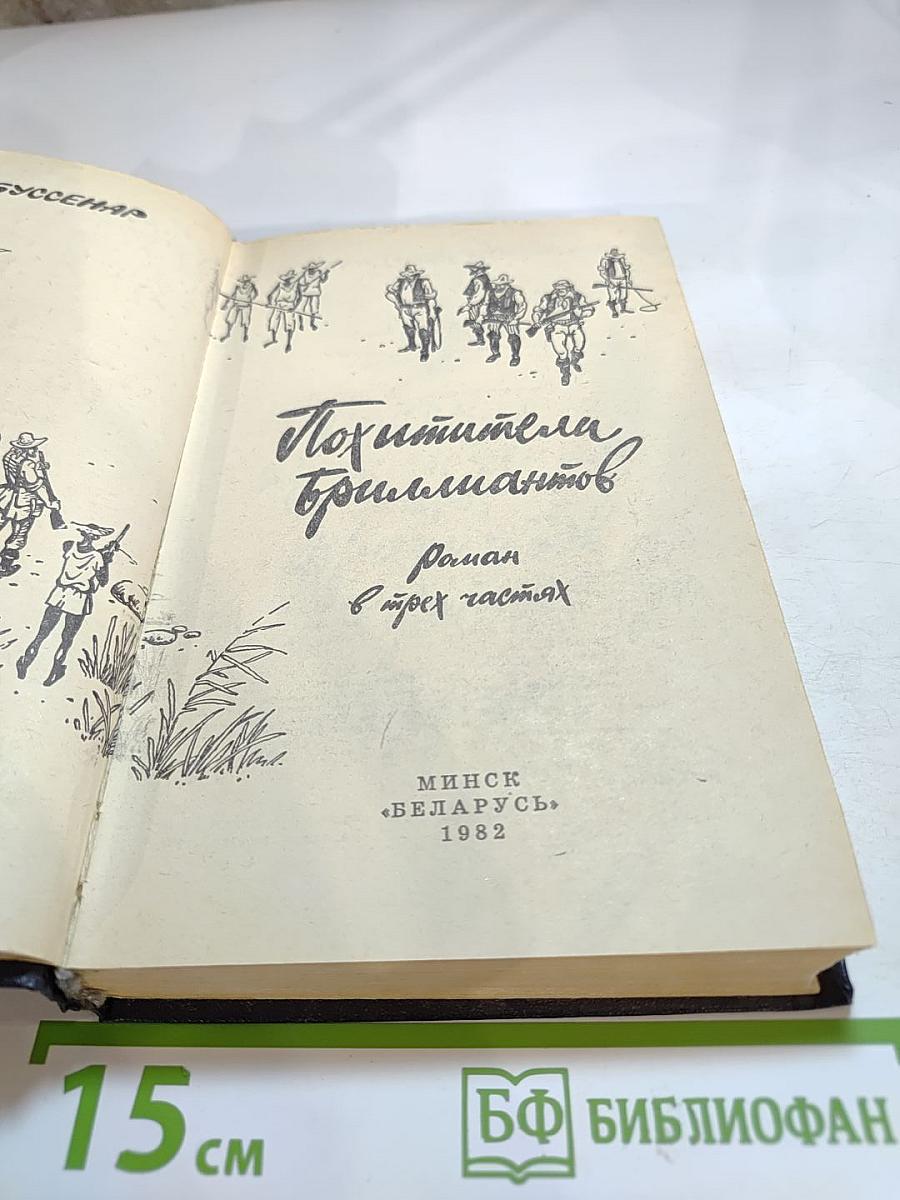 БУССЕНАР
Похитители
бриллиантов
роман
в трех частях
МИНСК
«БЕЛАРУСЬ»
1982
15 см
БФ БИБЛИОФАН